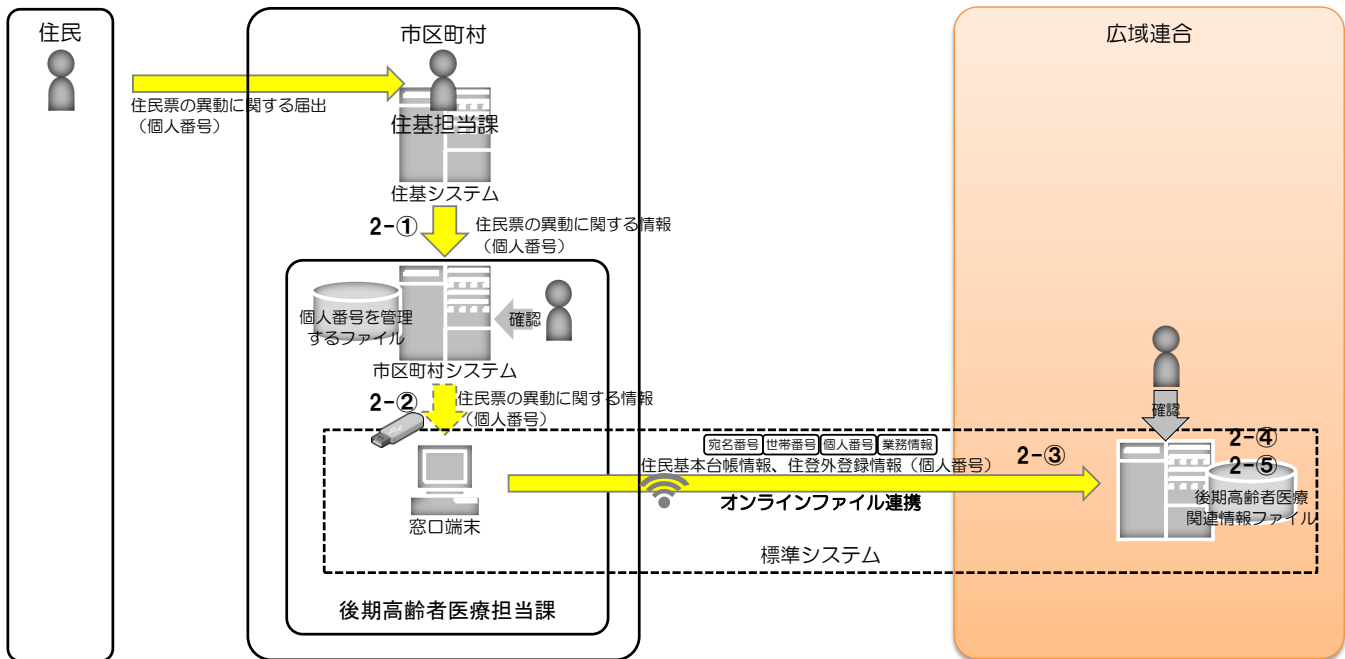 住民
市区町村
広域連合
住民票の異動に関する届出
（個人番号）
住基担当課
住基システム
2-①
住民票の異動に関する情報
（個人番号）
個人番号を管理
するファイル
確認
市区町村システム
2-②
住民票の異動に関する情報
（個人番号）
確認
宛名番号 世帯番号 個人番号 業務情報
住民基本台帳情報、住登外登録情報（個人番号）
2-③
2-④
2-⑤
オンラインファイル連携
後期高齢者医療
関連情報ファイル
窓口端末
標準システム
後期高齢者医療担当課